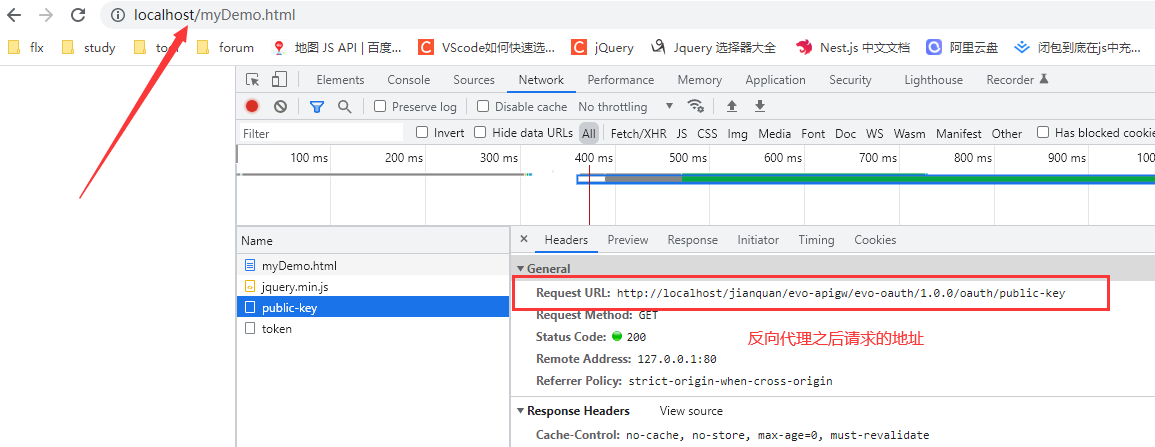 localhost/myDemo.html
flx study tool forum 地图 JS API | 百度... VScode如何快速选... jQuery Jquery 选择器大全 Nest.js 中文文档 阿里云盘 闭包到底在js中充...
Elements Console Sources Network Performance Memory Application Security Lighthouse Recorder
Preserve log Disable cache No throttling
Filter Invert Hide data URLs All Fetch/XHR JS CSS Img Media Font Doc WS Wasm Manifest Other Has blocked cookie
100 ms 200 ms 300 ms 400 ms 500 ms 600 ms 700 ms 800 ms 900 ms 100
Name
myDemo.html
jquery.min.js
public-key
token
× Headers Preview Response Initiator Timing Cookies
General
Request URL: http://localhost/jianquan/evo-apigw/evo-oauth/1.0.0/oauth/public-key
Request Method: GET
Status Code: 200
反向代理之后请求的地址
Remote Address: 127.0.0.1:80
Referrer Policy: strict-origin-when-cross-origin
Response Headers View source
Cache-Control: no-cache, no-store, max-age=0, must-revalidate